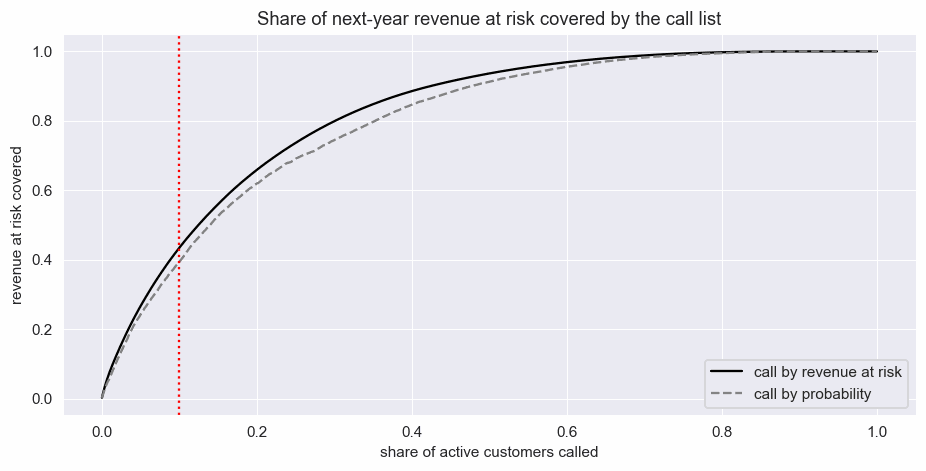 Share of next-year revenue at risk covered by the call list
revenue at risk covered
1.0
0.8
0.6
0.4
0.2
0.0
0.0 0.2 0.4 0.6 0.8 1.0
share of active customers called
call by revenue at risk
call by probability